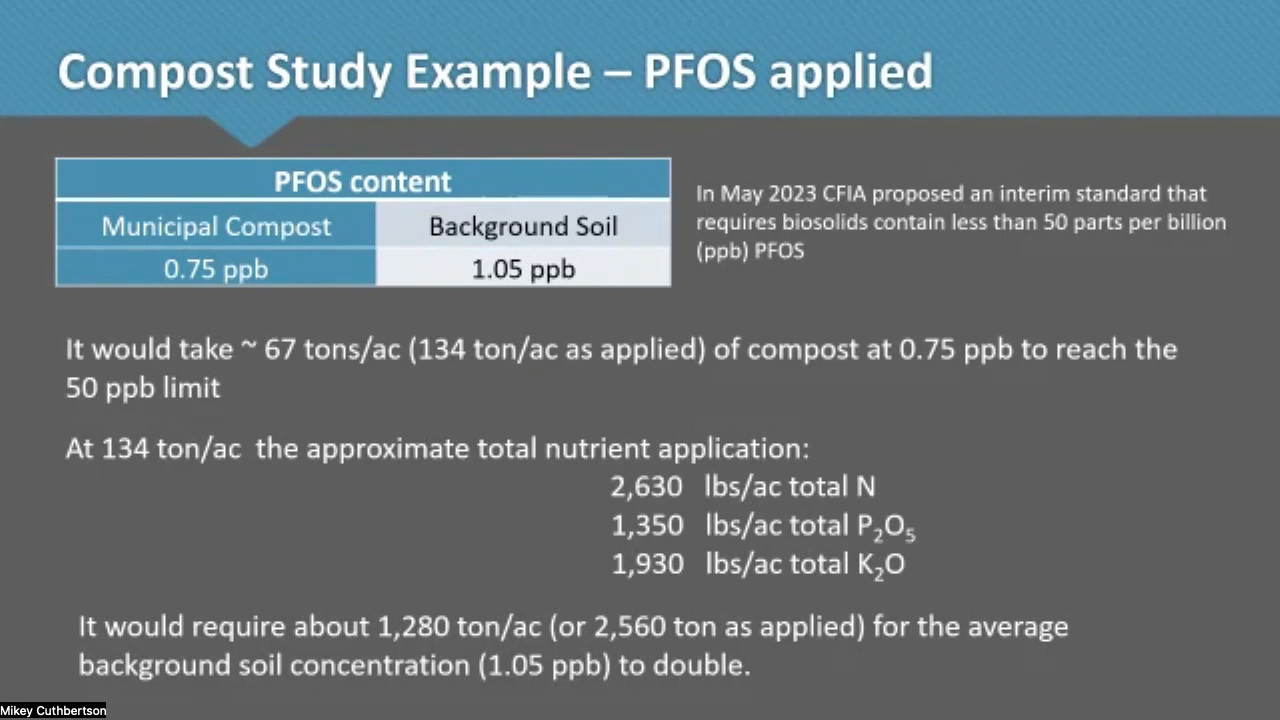 Compost Study Example – PFOS applied
PFOS content
Municipal Compost Background Soil
0.75 ppb 1.05 ppb
In May 2023 CFIA proposed an interim standard that
requires biosolids contain less than 50 parts per billion
(ppb) PFOS
It would take ~ 67 tons/ac (134 ton/ac as applied) of compost at 0.75 ppb to reach the
50 ppb limit
At 134 ton/ac the approximate total nutrient application:
2,630 lbs/ac total N
1,350 lbs/ac total P₂O₅
1,930 lbs/ac total K₂O
It would require about 1,280 ton/ac (or 2,560 ton as applied) for the average
background soil concentration (1.05 ppb) to double.
Mikey Cuthbertson